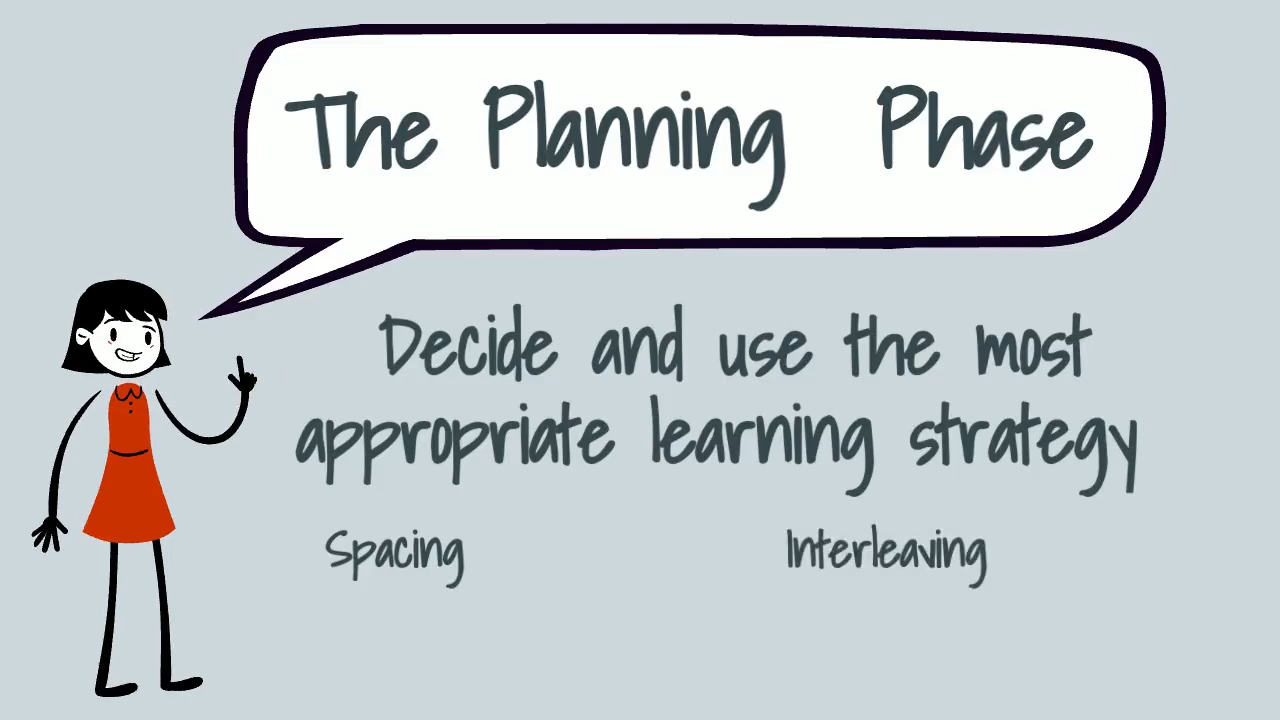 The Planning Phase
Decide and use the most
appropriate learning strategy
Spacing
Interleaving